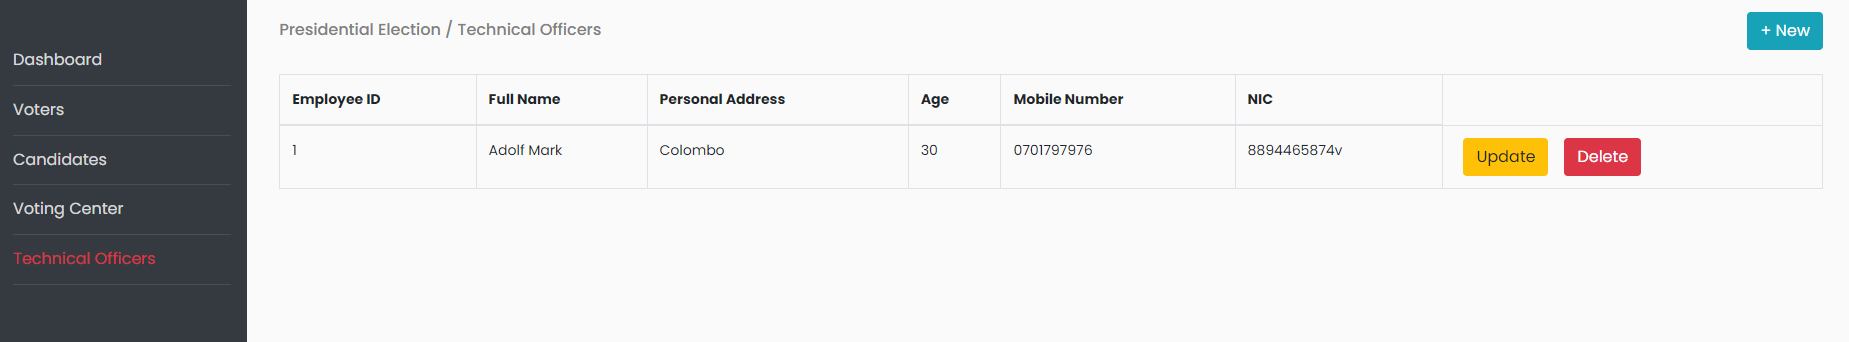 Dashboard
Voters
Candidates
Voting Center
Technical Officers
Presidential Election / Technical Officers
+ New
Employee ID Full Name Personal Address Age Mobile Number NIC
1 Adolf Mark Colombo 30 0701797976 8894465874v Update Delete